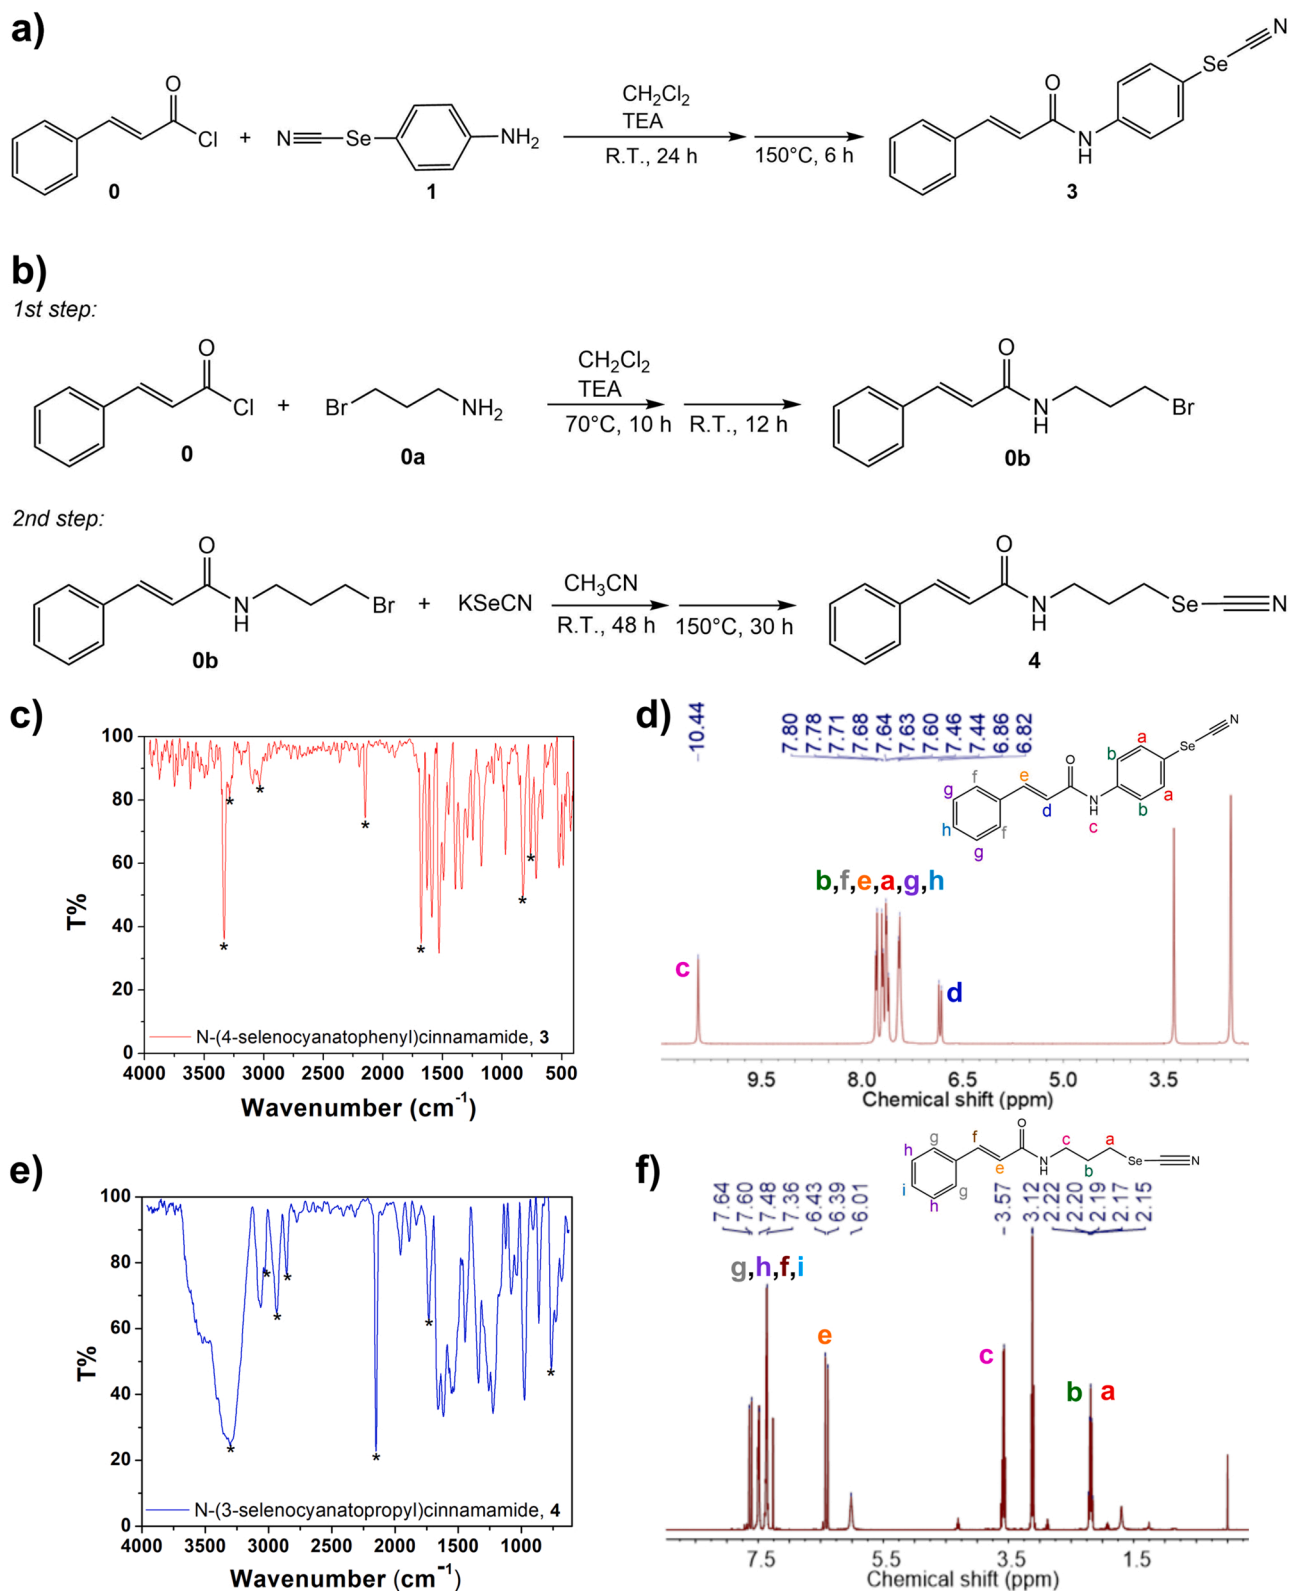 a)
O
Cl
0
+
N
Se
NH2
1
CH2Cl2
TEA
R.T., 24 h
150°C, 6 h
O
N
H
Se
N
3
b)
1st step:
O
Cl
0
+
Br
NH2
0a
CH2Cl2
TEA
70°C, 10 h
R.T., 12 h
O
N
H
Br
0b
2nd step:
O
N
H
Br
0b
+
KSeCN
CH3CN
R.T., 48 h
150°C, 30 h
O
N
H
Se
N
4
c)
100
80
60
40
20
0
T%
* * * * * * *
N-(4-selenocyanatophenyl)cinnamamide, 3
4000 3500 3000 2500 2000 1500 1000 500
Wavenumber (cm-1)
d)
10.44
7.80
7.78
7.71
7.68
7.64
7.63
7.60
7.46
7.44
6.86
6.82
N
Se
a
b
a
b
O
N
H
c
e
d
f
g
h
f
g
b,f,e,a,g,h
c
d
9.5 8.0 6.5 5.0 3.5
Chemical shift (ppm)
e)
100
80
60
40
20
0
T%
* * * * * * *
N-(3-selenocyanatopropyl)cinnamamide, 4
4000 3500 3000 2500 2000 1500 1000
Wavenumber (cm-1)
f)
g
h
i
h
g
f
e
O
N
H
c
b
a
Se
N
7.64
7.60
7.48
7.36
6.43
6.39
6.01
3.57
3.12
2.22
2.20
2.19
2.17
2.15
g,h,f,i
e
c
b
a
7.5 5.5 3.5 1.5
Chemical shift (ppm)